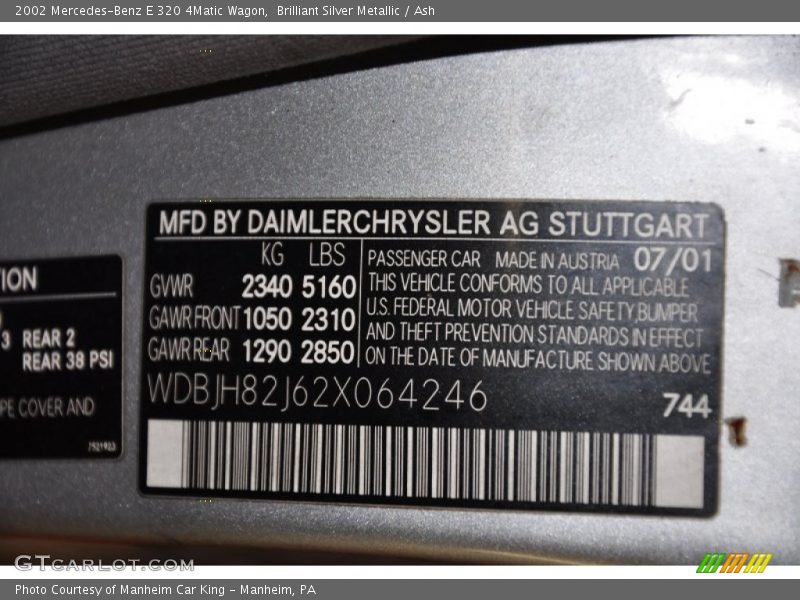 2002 Mercedes-Benz E 320 4Matic Wagon,  Brilliant Silver Metallic / Ash
MFD BY DAIMLERCHRYSLER AG STUTTGART
KG LBS
GVWR 2340 5160
GAWR FRONT 1050 2310
GAWR REAR 1290 2850
PASSENGER CAR MADE IN AUSTRIA 07/01
THIS VEHICLE CONFORMS TO ALL APPLICABLE
U.S. FEDERAL MOTOR VEHICLE SAFETY, BUMPER
AND THEFT PREVENTION STANDARDS IN EFFECT
ON THE DATE OF MANUFACTURE SHOWN ABOVE
WDBJH82J62X064246
744
TION
3 REAR 2
REAR 38 PSI
PE COVER AND
GTCARLOT.COM
Photo Courtesy of Manheim Car King - Manheim, PA